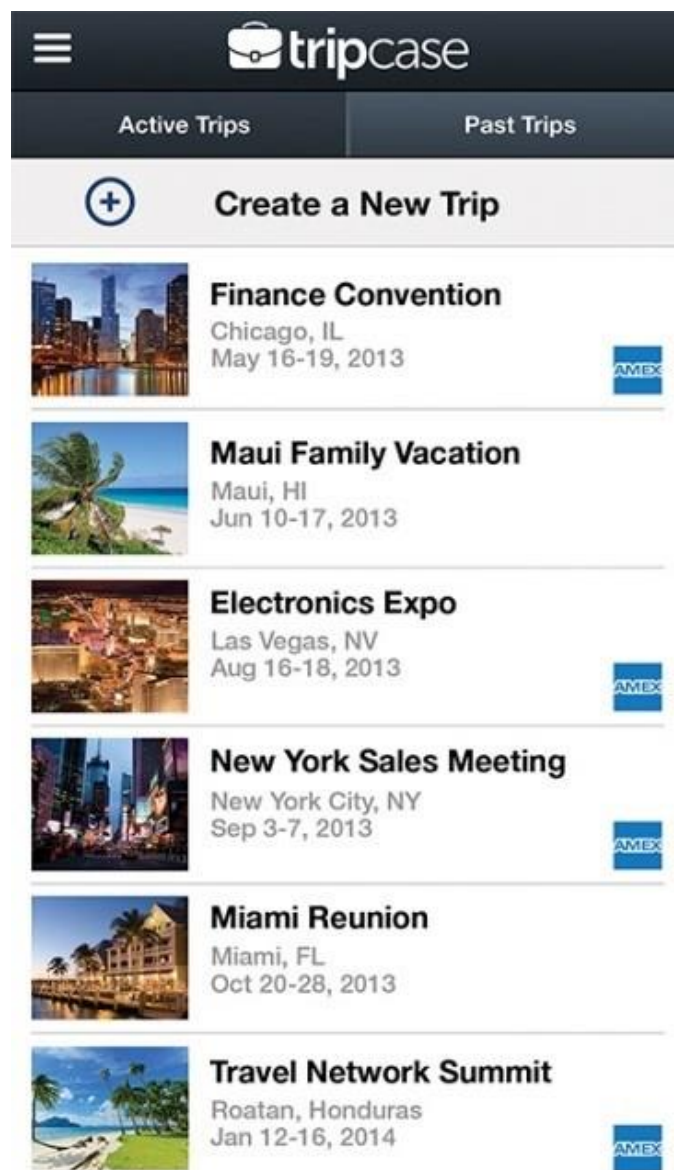 tripcase
Active Trips
Past Trips
Create a New Trip
Finance Convention
Chicago, IL
May 16-19, 2013
AMEX
Maui Family Vacation
Maui, HI
Jun 10-17, 2013
Electronics Expo
Las Vegas, NV
Aug 16-18, 2013
AMEX
New York Sales Meeting
New York City, NY
Sep 3-7, 2013
AMEX
Miami Reunion
Miami, FL
Oct 20-28, 2013
Travel Network Summit
Roatan, Honduras
Jan 12-16, 2014
AMEX